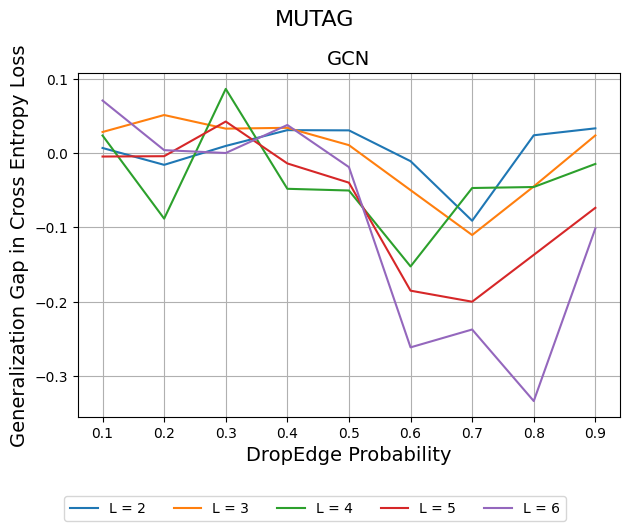 MUTAG
GCN
Generalization Gap in Cross Entropy Loss
0.1
0.0
−0.1
−0.2
−0.3
0.1 0.2 0.3 0.4 0.5 0.6 0.7 0.8 0.9
DropEdge Probability
L = 2 L = 3 L = 4 L = 5 L = 6